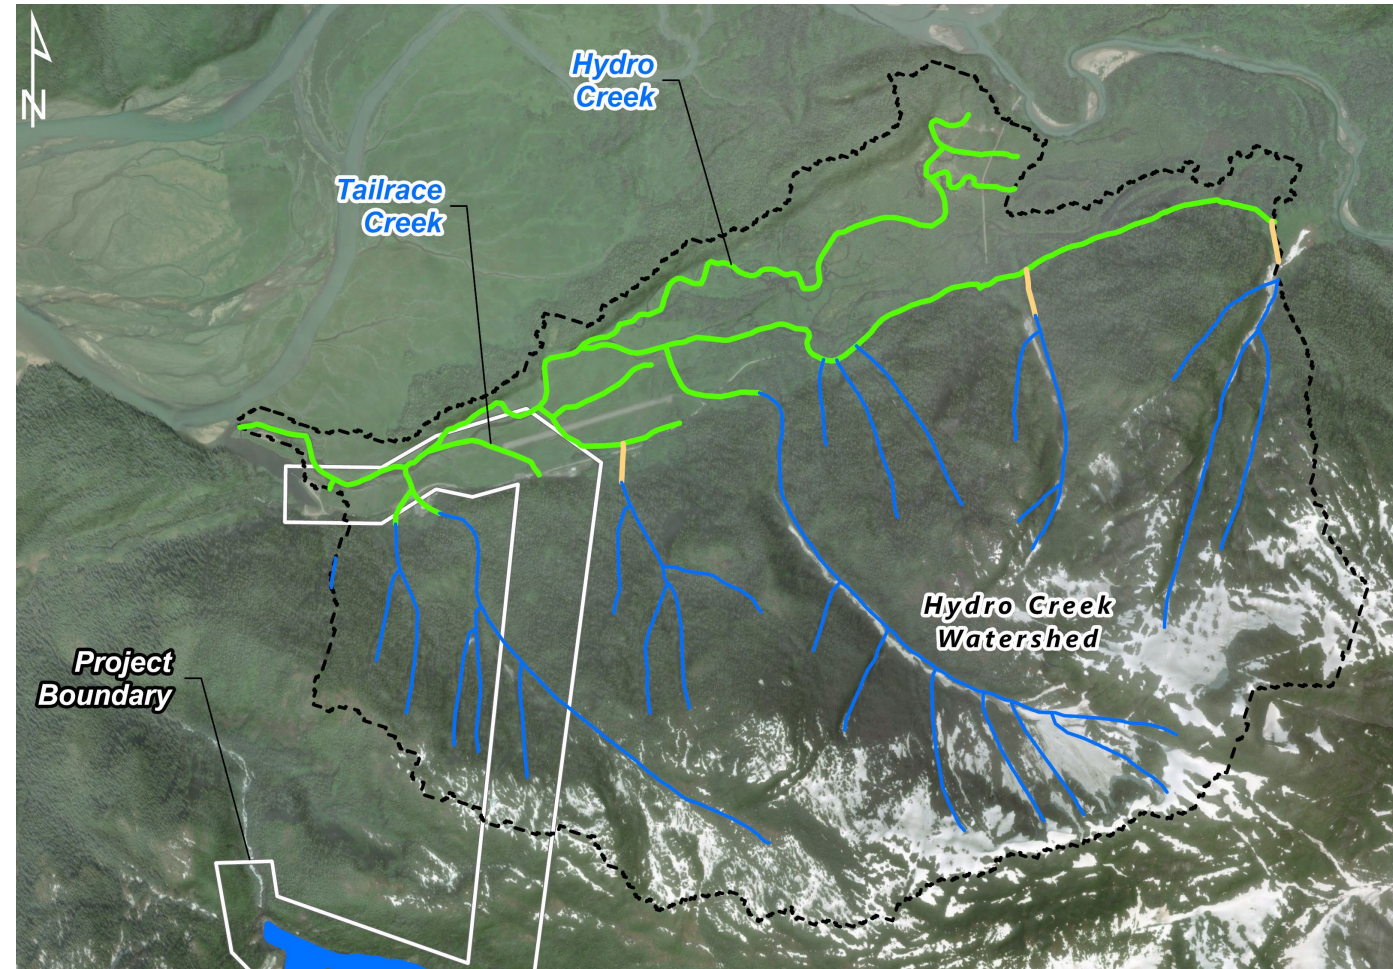 N
Hydro
Creek
Tailrace
Creek
Hydro Creek
Watershed
Project
Boundary